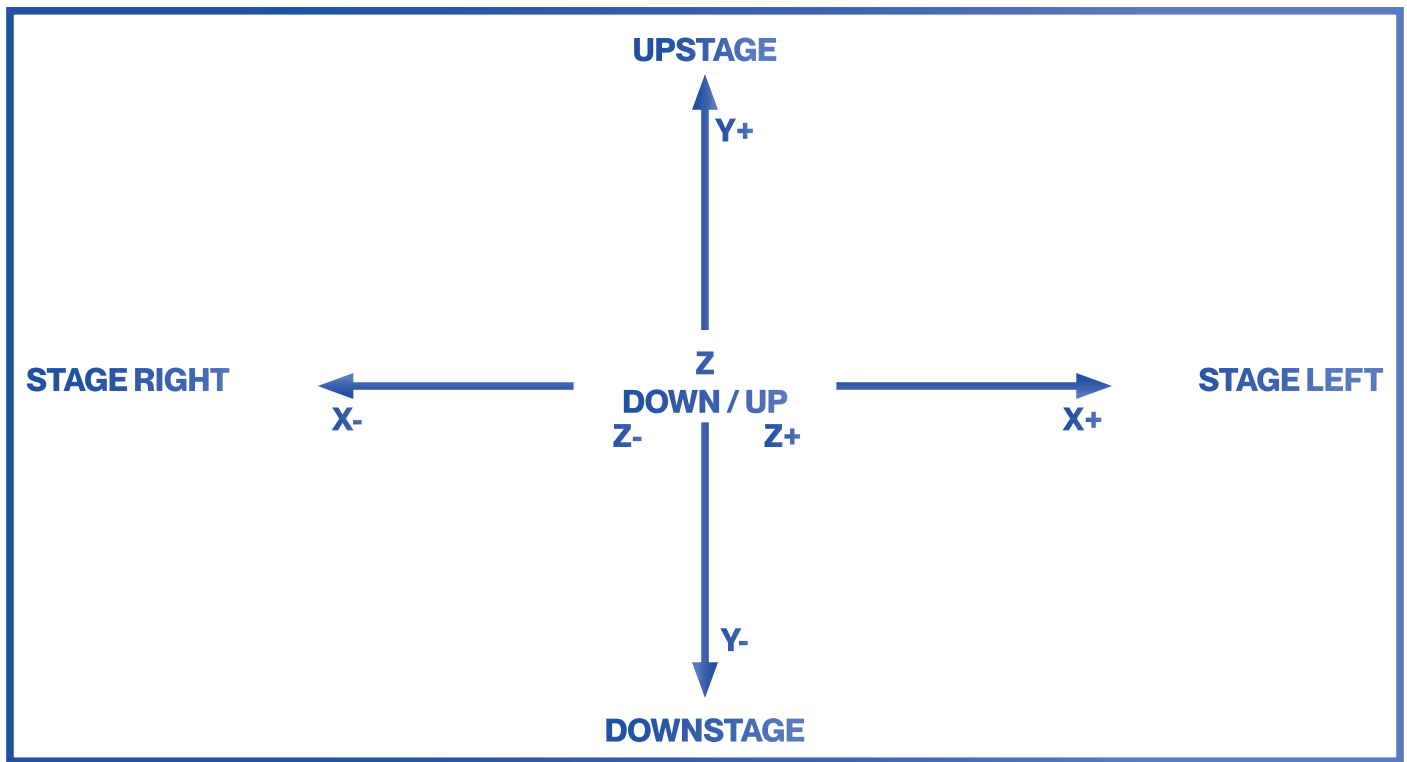 UPSTAGE
Y+
Z
STAGE RIGHT
STAGE LEFT
DOWN / UP
X-
X+
Z-
Z+
Y-
DOWNSTAGE